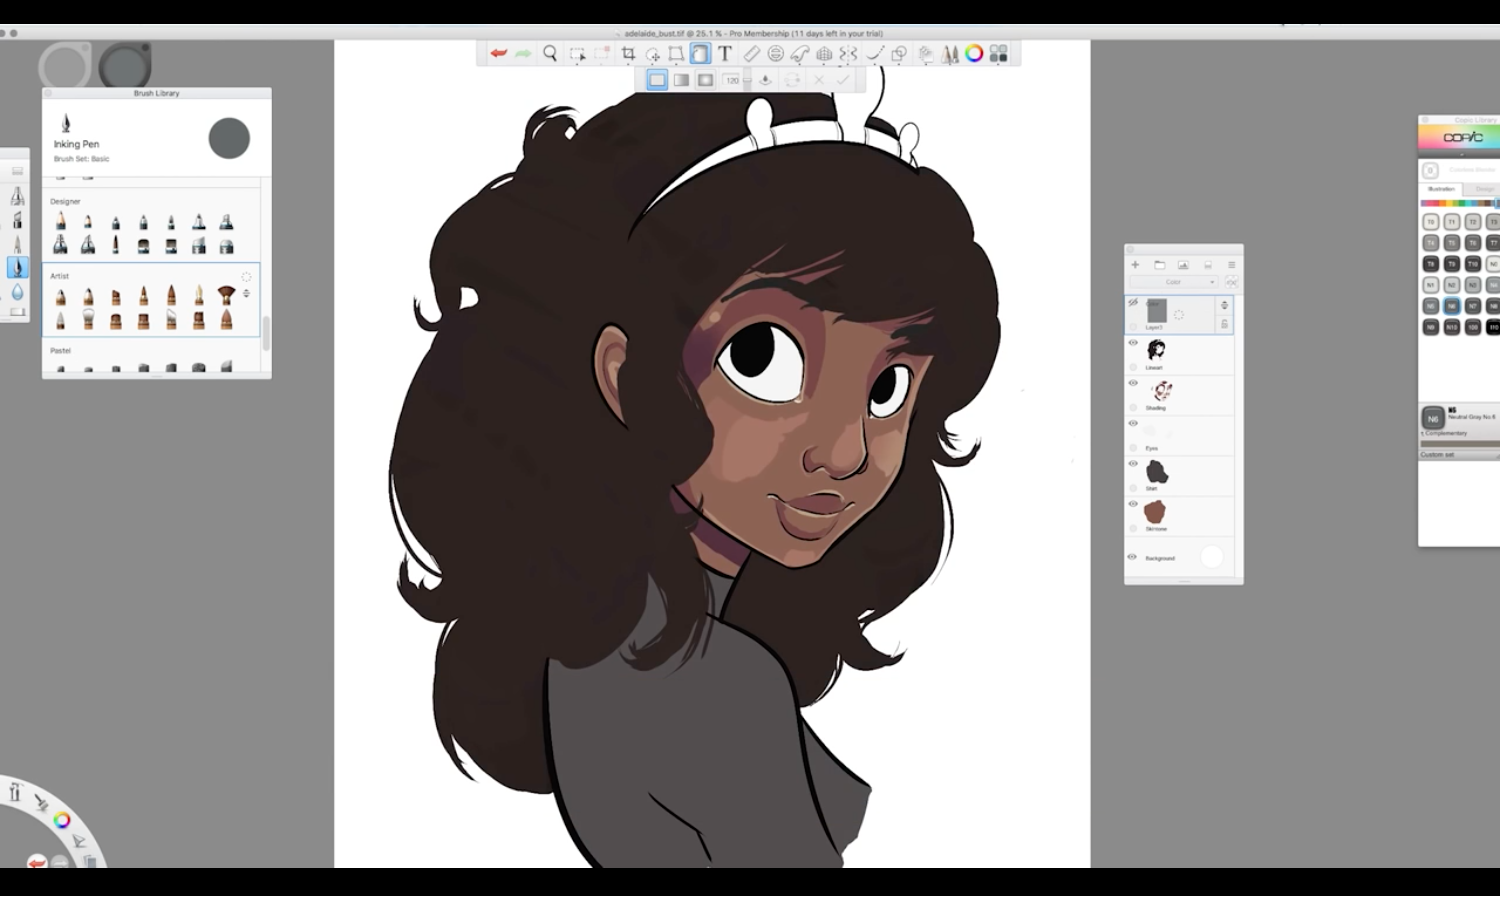 adelaide_bust.tif @ 25.1 % - Pro Membership (11 days left in your trial)
T
120
Brush Library
Inking Pen
Brush Set: Basic
Designer
Artist
Pastel
Color
Layer3
Lineart
Shading
Eyes
Shirt
Skintone
Background
Copic Library
COPIC
Illustration
Design
T0 T1 T2 T3
T4 T5 T6 T7
T8 T9 T10 N0
N1 N2 N3 N4
N5 N6 N7 N8
N9 N10 100 110
N6
N6
Neutral Gray No.6
Complementary
Custom set